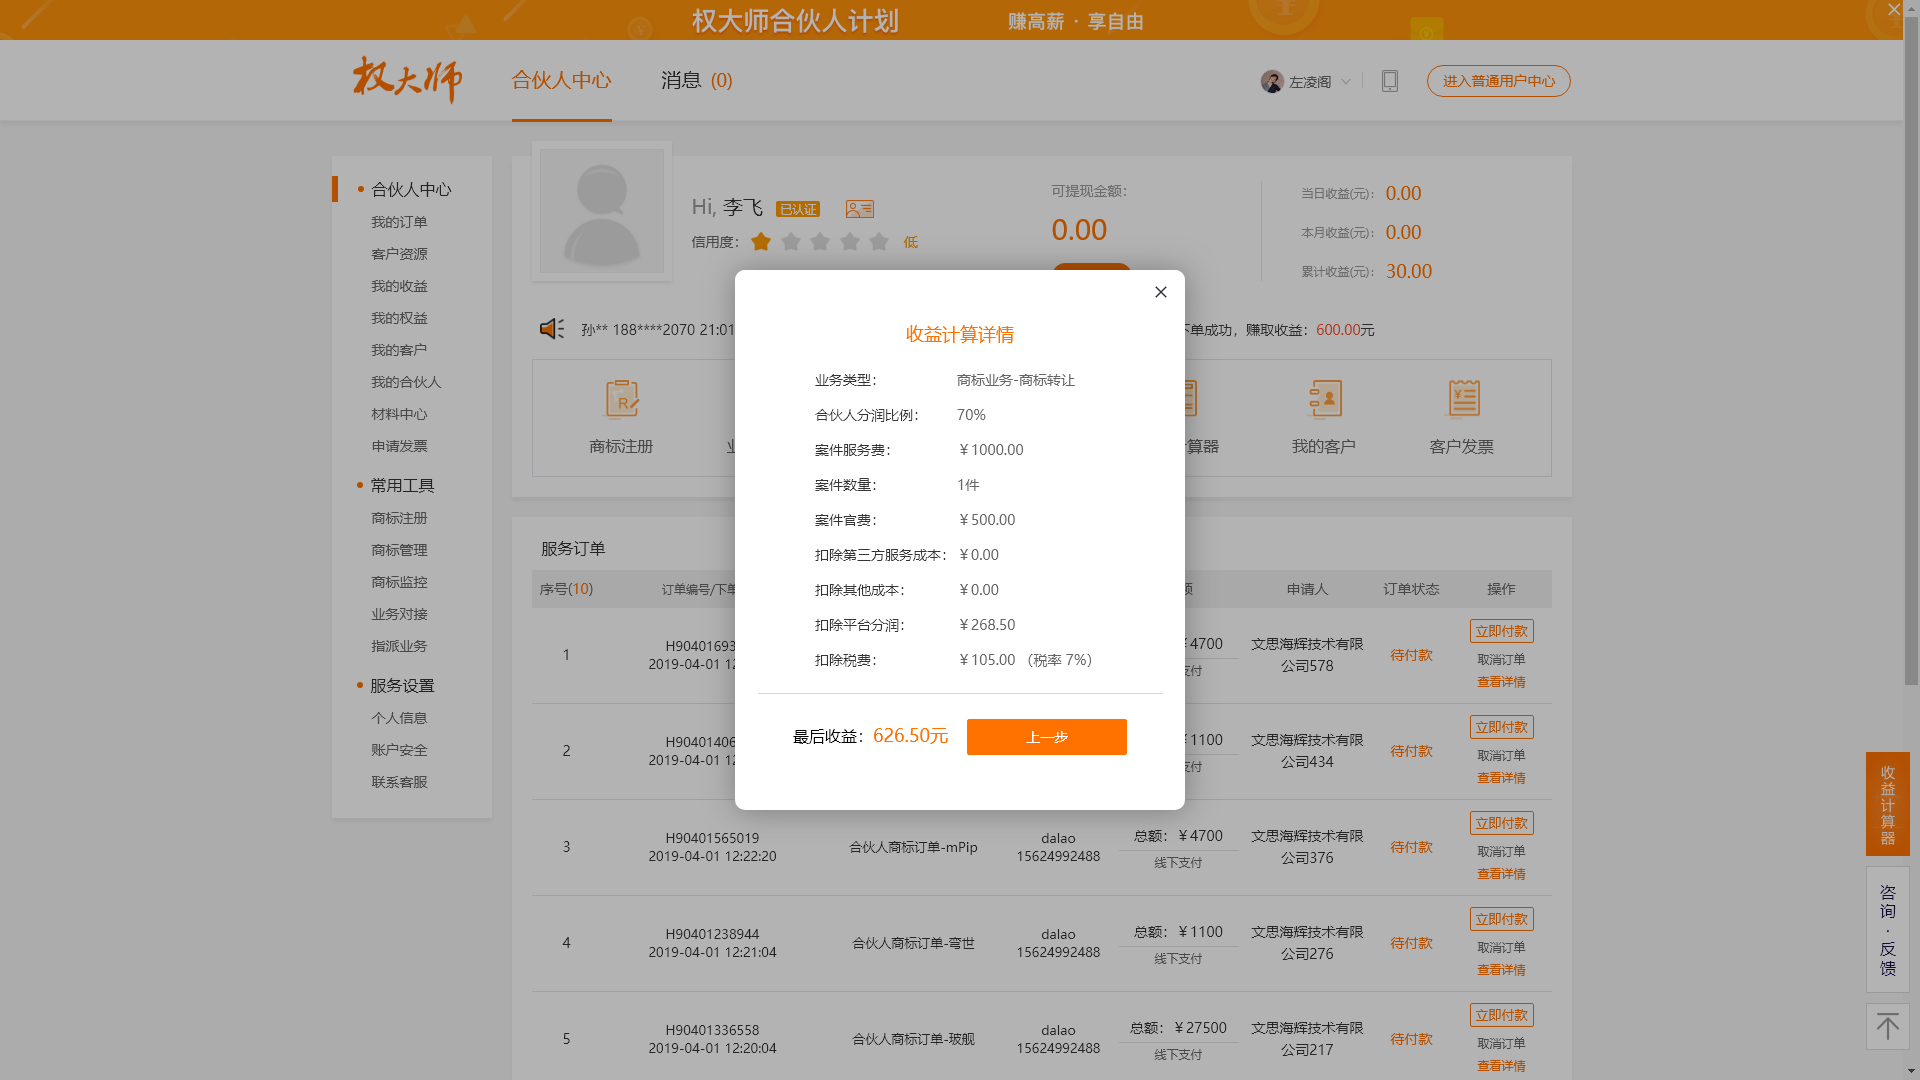 权大师合伙人计划 赚高薪 · 享自由
权大师 合伙人中心 消息 (0) 左凌阁 进入普通用户中心
合伙人中心
我的订单
客户资源
我的收益
我的权益
我的客户
我的合伙人
材料中心
申请发票
常用工具
商标注册
商标管理
商标监控
业务对接
指派业务
服务设置
个人信息
账户安全
联系客服
Hi, 李飞 已认证
信用度： 低
可提现金额：
0.00
当日收益(元)： 0.00
本月收益(元)： 0.00
累计收益(元)： 30.00
孙** 188****2070 21:01
下单成功，赚取收益：600.00元
商标注册
算器
我的客户
客户发票
收益计算详情
业务类型： 商标业务-商标转让
合伙人分润比例： 70%
案件服务费： ￥1000.00
案件数量： 1件
案件官费： ￥500.00
扣除第三方服务成本： ￥0.00
扣除其他成本： ￥0.00
扣除平台分润： ￥268.50
扣除税费： ￥105.00 （税率 7%）
最后收益：626.50元 上一步
服务订单
序号(10) 订单编号/下单 额 申请人 订单状态 操作
1 H9040169 ￥4700 文思海辉技术有限 待付款 立即付款
2019-04-01 12 支付 公司578 取消订单
查看详情
2 H9040140 ￥1100 文思海辉技术有限 待付款 立即付款
2019-04-01 12 支付 公司434 取消订单
查看详情
3 H90401565019 合伙人商标订单-mPip dalao 总额：￥4700 文思海辉技术有限 待付款 立即付款
2019-04-01 12:22:20 15624992488 线下支付 公司376 取消订单
查看详情
4 H90401238944 合伙人商标订单-弯世 dalao 总额：￥1100 文思海辉技术有限 待付款 立即付款
2019-04-01 12:21:04 15624992488 线下支付 公司276 取消订单
查看详情
5 H90401336558 合伙人商标订单-玻舰 dalao 总额：￥27500 文思海辉技术有限 待付款 立即付款
2019-04-01 12:20:04 15624992488 线下支付 公司217 取消订单
查看详情
收益计算器
咨询·反馈